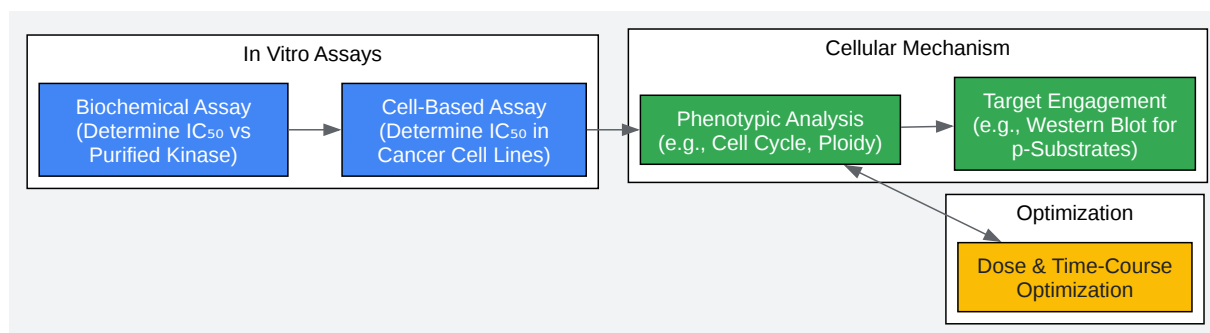 In Vitro Assays
Biochemical Assay
(Determine IC₅₀ vs
Purified Kinase)
Cell-Based Assay
(Determine IC₅₀ in
Cancer Cell Lines)
Cellular Mechanism
Phenotypic Analysis
(e.g., Cell Cycle, Ploidy)
Target Engagement
(e.g., Western Blot for
p-Substrates)
Optimization
Dose & Time-Course
Optimization